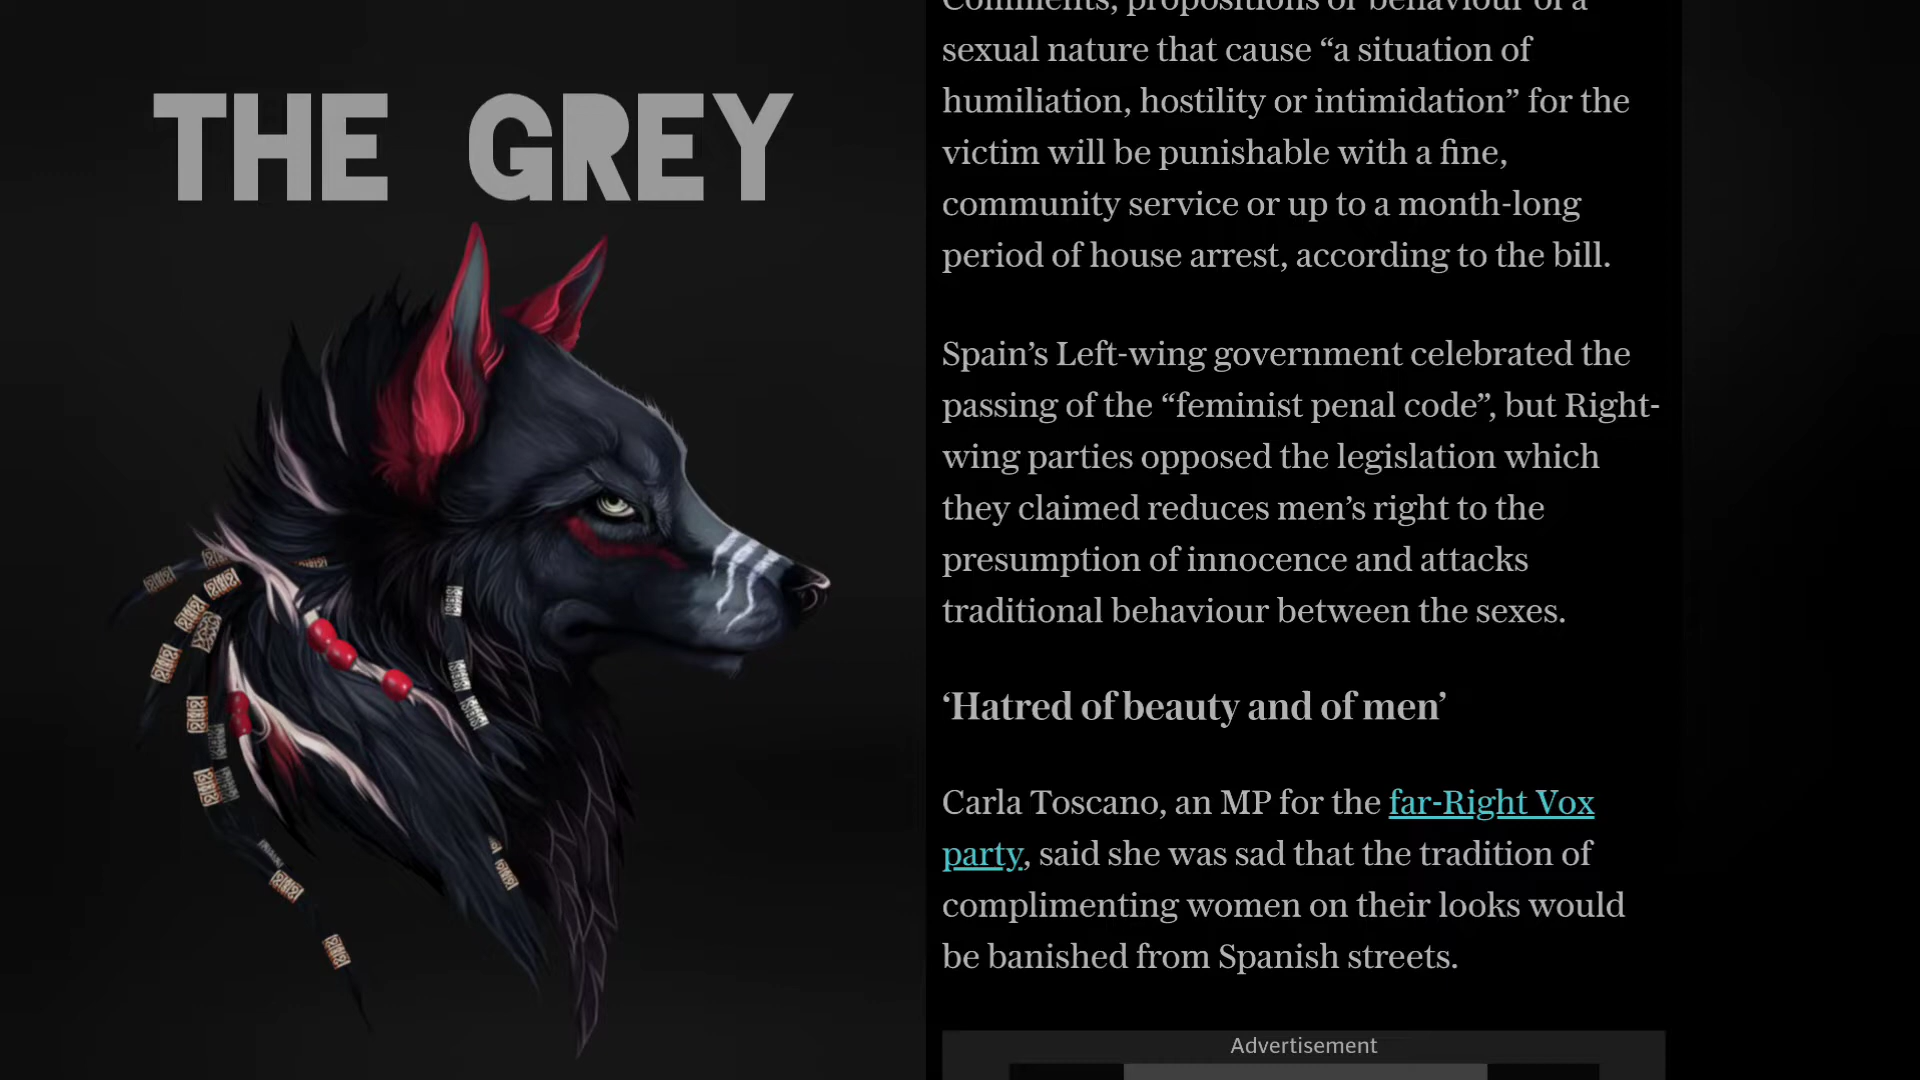 THE GREY
Comments, propositions or behaviour of a
sexual nature that cause “a situation of
humiliation, hostility or intimidation” for the
victim will be punishable with a fine,
community service or up to a month-long
period of house arrest, according to the bill.
Spain’s Left-wing government celebrated the
passing of the “feminist penal code”, but Right-
wing parties opposed the legislation which
they claimed reduces men’s right to the
presumption of innocence and attacks
traditional behaviour between the sexes.
‘Hatred of beauty and of men’
Carla Toscano, an MP for the far-Right Vox
party, said she was sad that the tradition of
complimenting women on their looks would
be banished from Spanish streets.
Advertisement